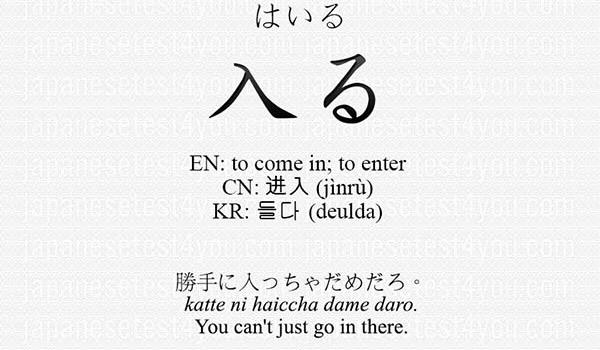 はいる
入る
EN: to come in; to enter
CN: 进入 (jìnrù)
KR: 들다 (deulda)
勝手に入っちゃだめだろ。
katte ni haiccha dame daro.
You can't just go in there.
japanesetest4you.com